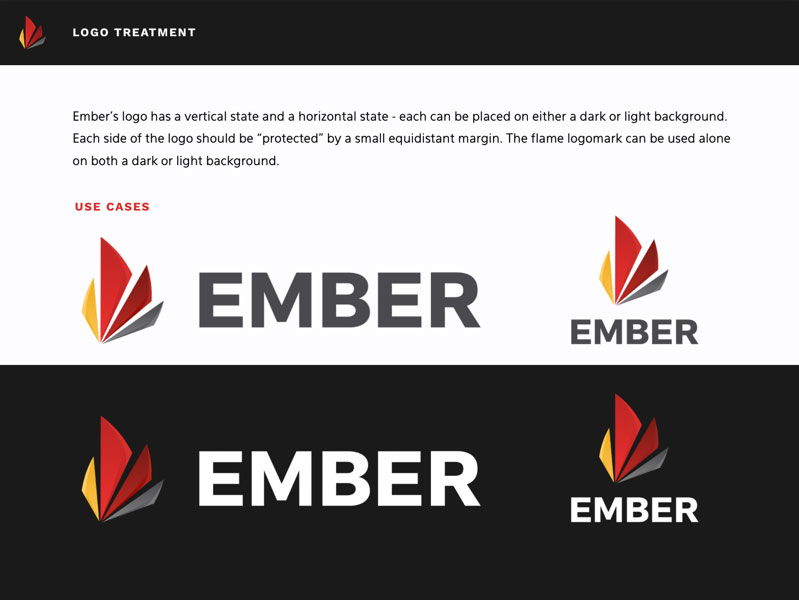 LOGO TREATMENT
Ember's logo has a vertical state and a horizontal state - each can be placed on either a dark or light background.
Each side of the logo should be “protected” by a small equidistant margin. The flame logomark can be used alone
on both a dark or light background.
USE CASES
EMBER
EMBER
EMBER
EMBER